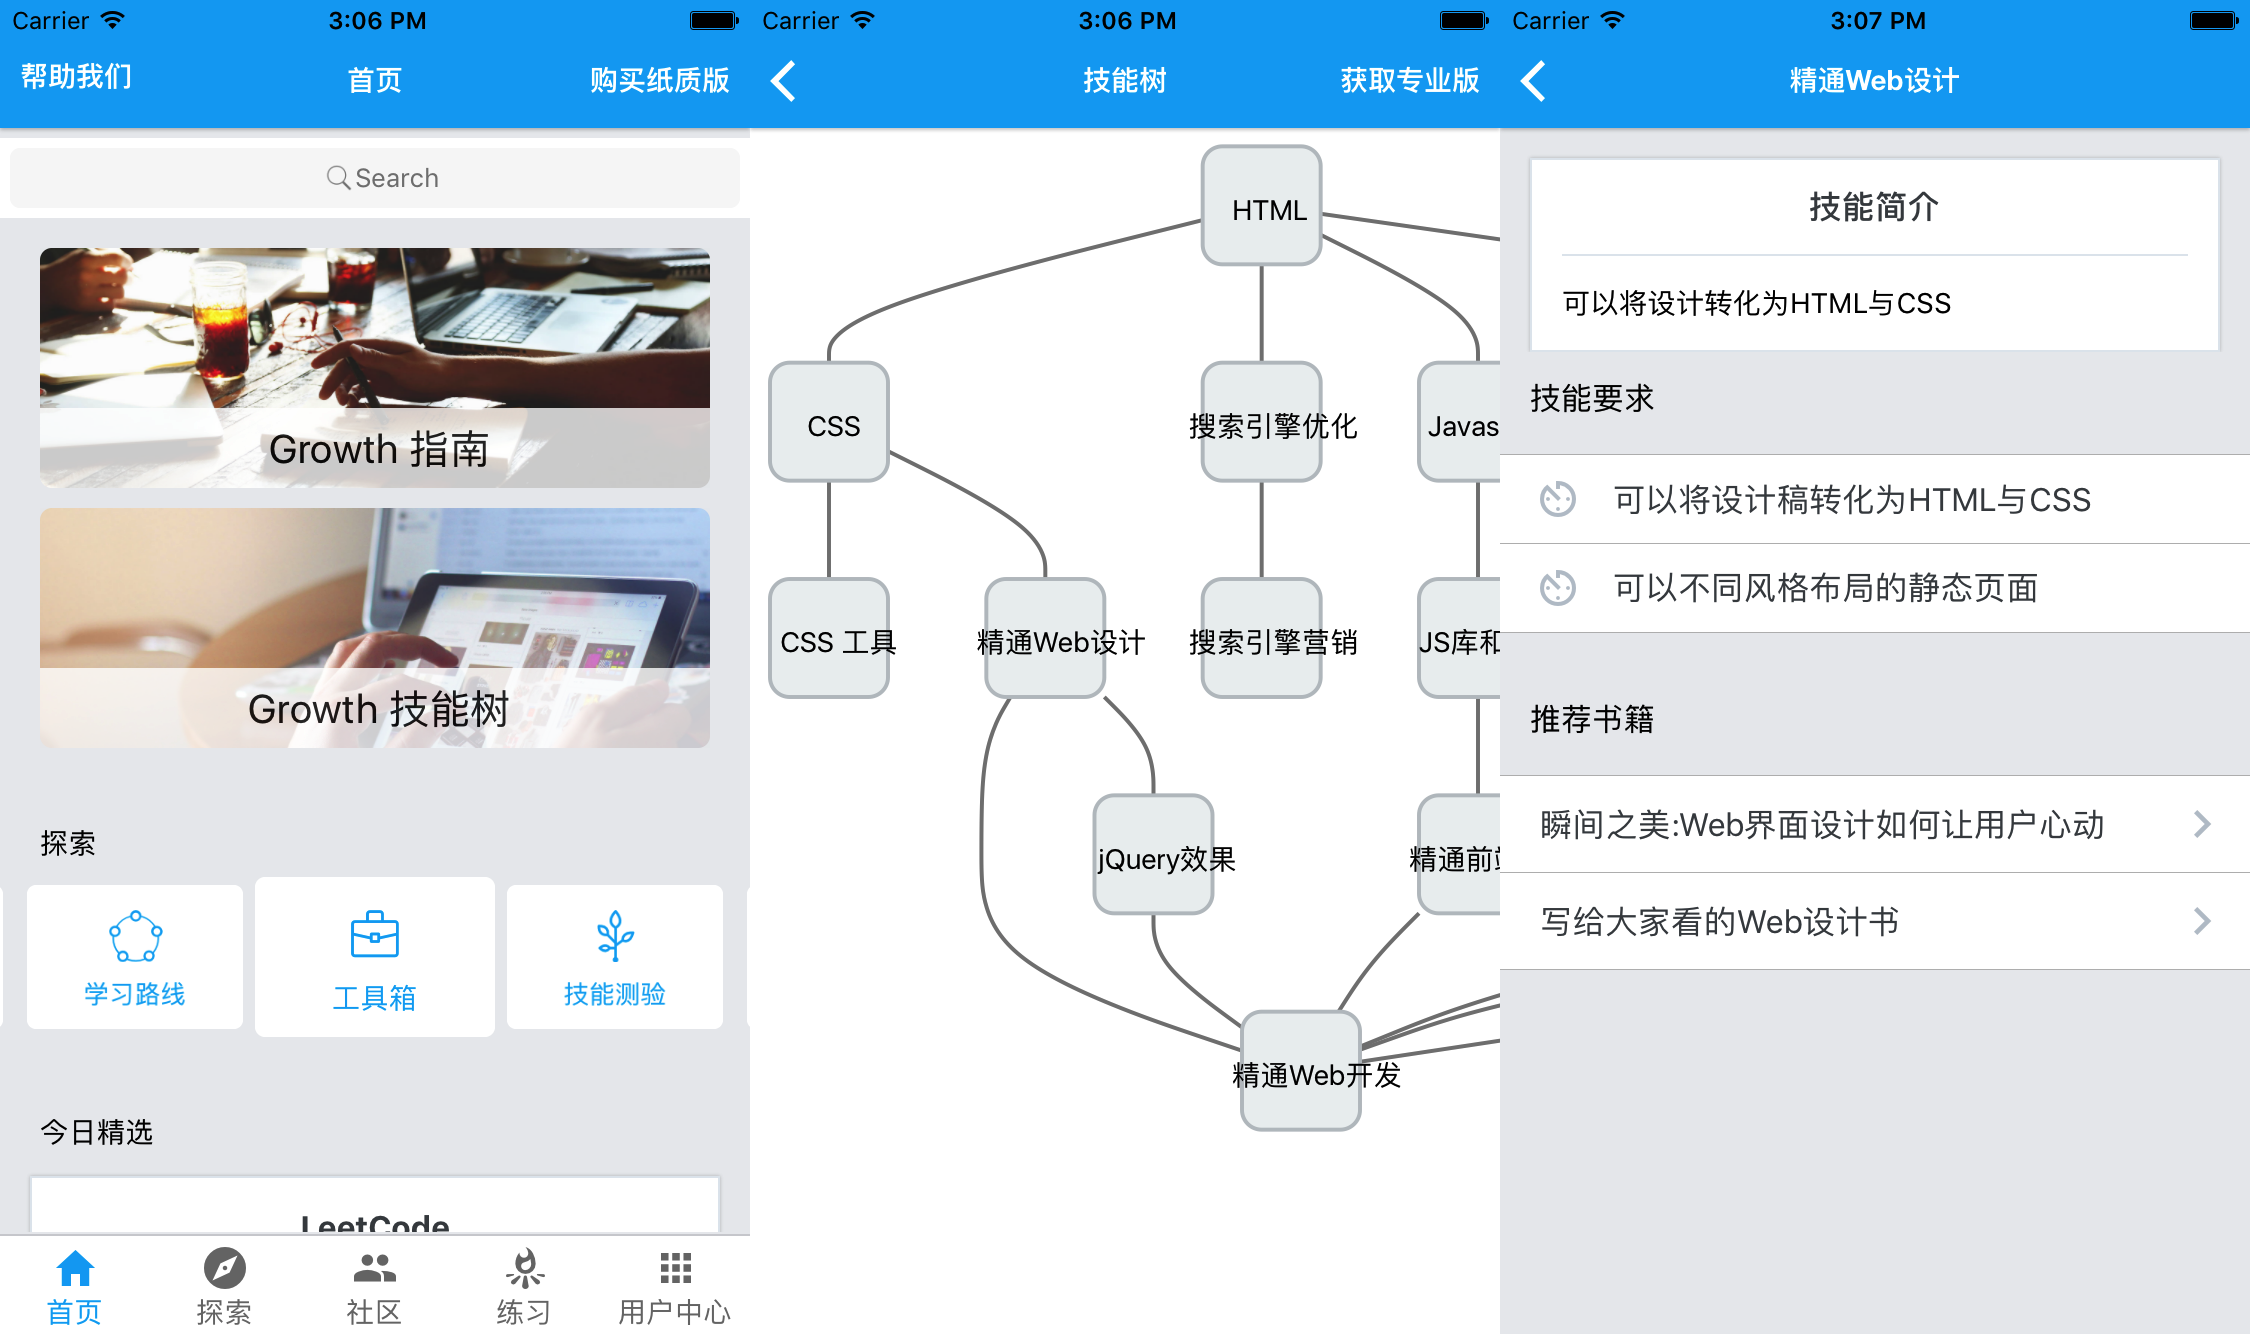 Carrier 3:06 PM
帮助我们 首页 购买纸质版
Search
Growth 指南
Growth 技能树
探索
学习路线 工具箱 技能测验
今日精选
LeetCode
首页 探索 社区 练习 用户中心
Carrier 3:06 PM
技能树 获取专业版
HTML
CSS 搜索引擎优化 Javas
CSS 工具 精通Web设计 搜索引擎营销 JS库和
jQuery效果 精通前
精通Web开发
Carrier 3:07 PM
精通Web设计
技能简介
可以将设计转化为HTML与CSS
技能要求
可以将设计稿转化为HTML与CSS
可以不同风格布局的静态页面
推荐书籍
瞬间之美:Web界面设计如何让用户心动
写给大家看的Web设计书